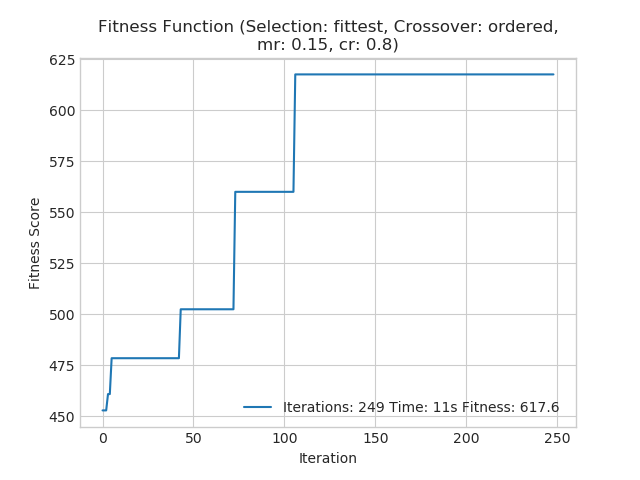 Fitness Function (Selection: fittest, Crossover: ordered,
mr: 0.15, cr: 0.8)
625
600
575
550
525
500
475
450
Fitness Score
Iterations: 249 Time: 11s Fitness: 617.6
0
50
100
150
200
250
Iteration